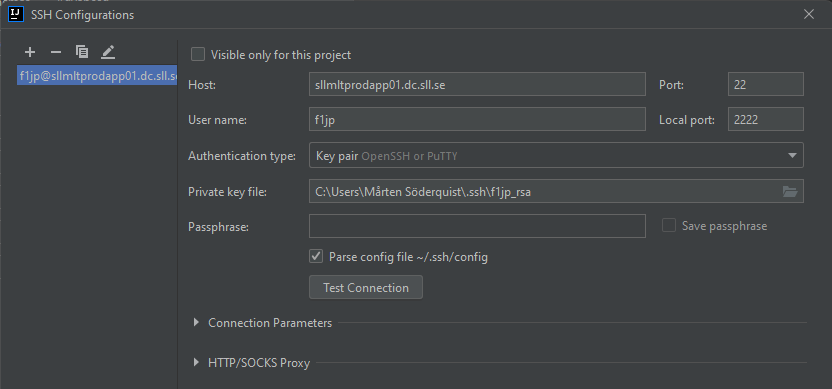 SSH Configurations
Visible only for this project
f1jp@sllmltprodapp01.dc.sll.se
Host: sllmltprodapp01.dc.sll.se Port: 22
User name: f1jp Local port: 2222
Authentication type: Key pair OpenSSH or PuTTY
Private key file: C:\Users\Mårten Söderquist\.ssh\f1jp_rsa
Passphrase: Save passphrase
Parse config file ~/.ssh/config
Test Connection
Connection Parameters
HTTP/SOCKS Proxy